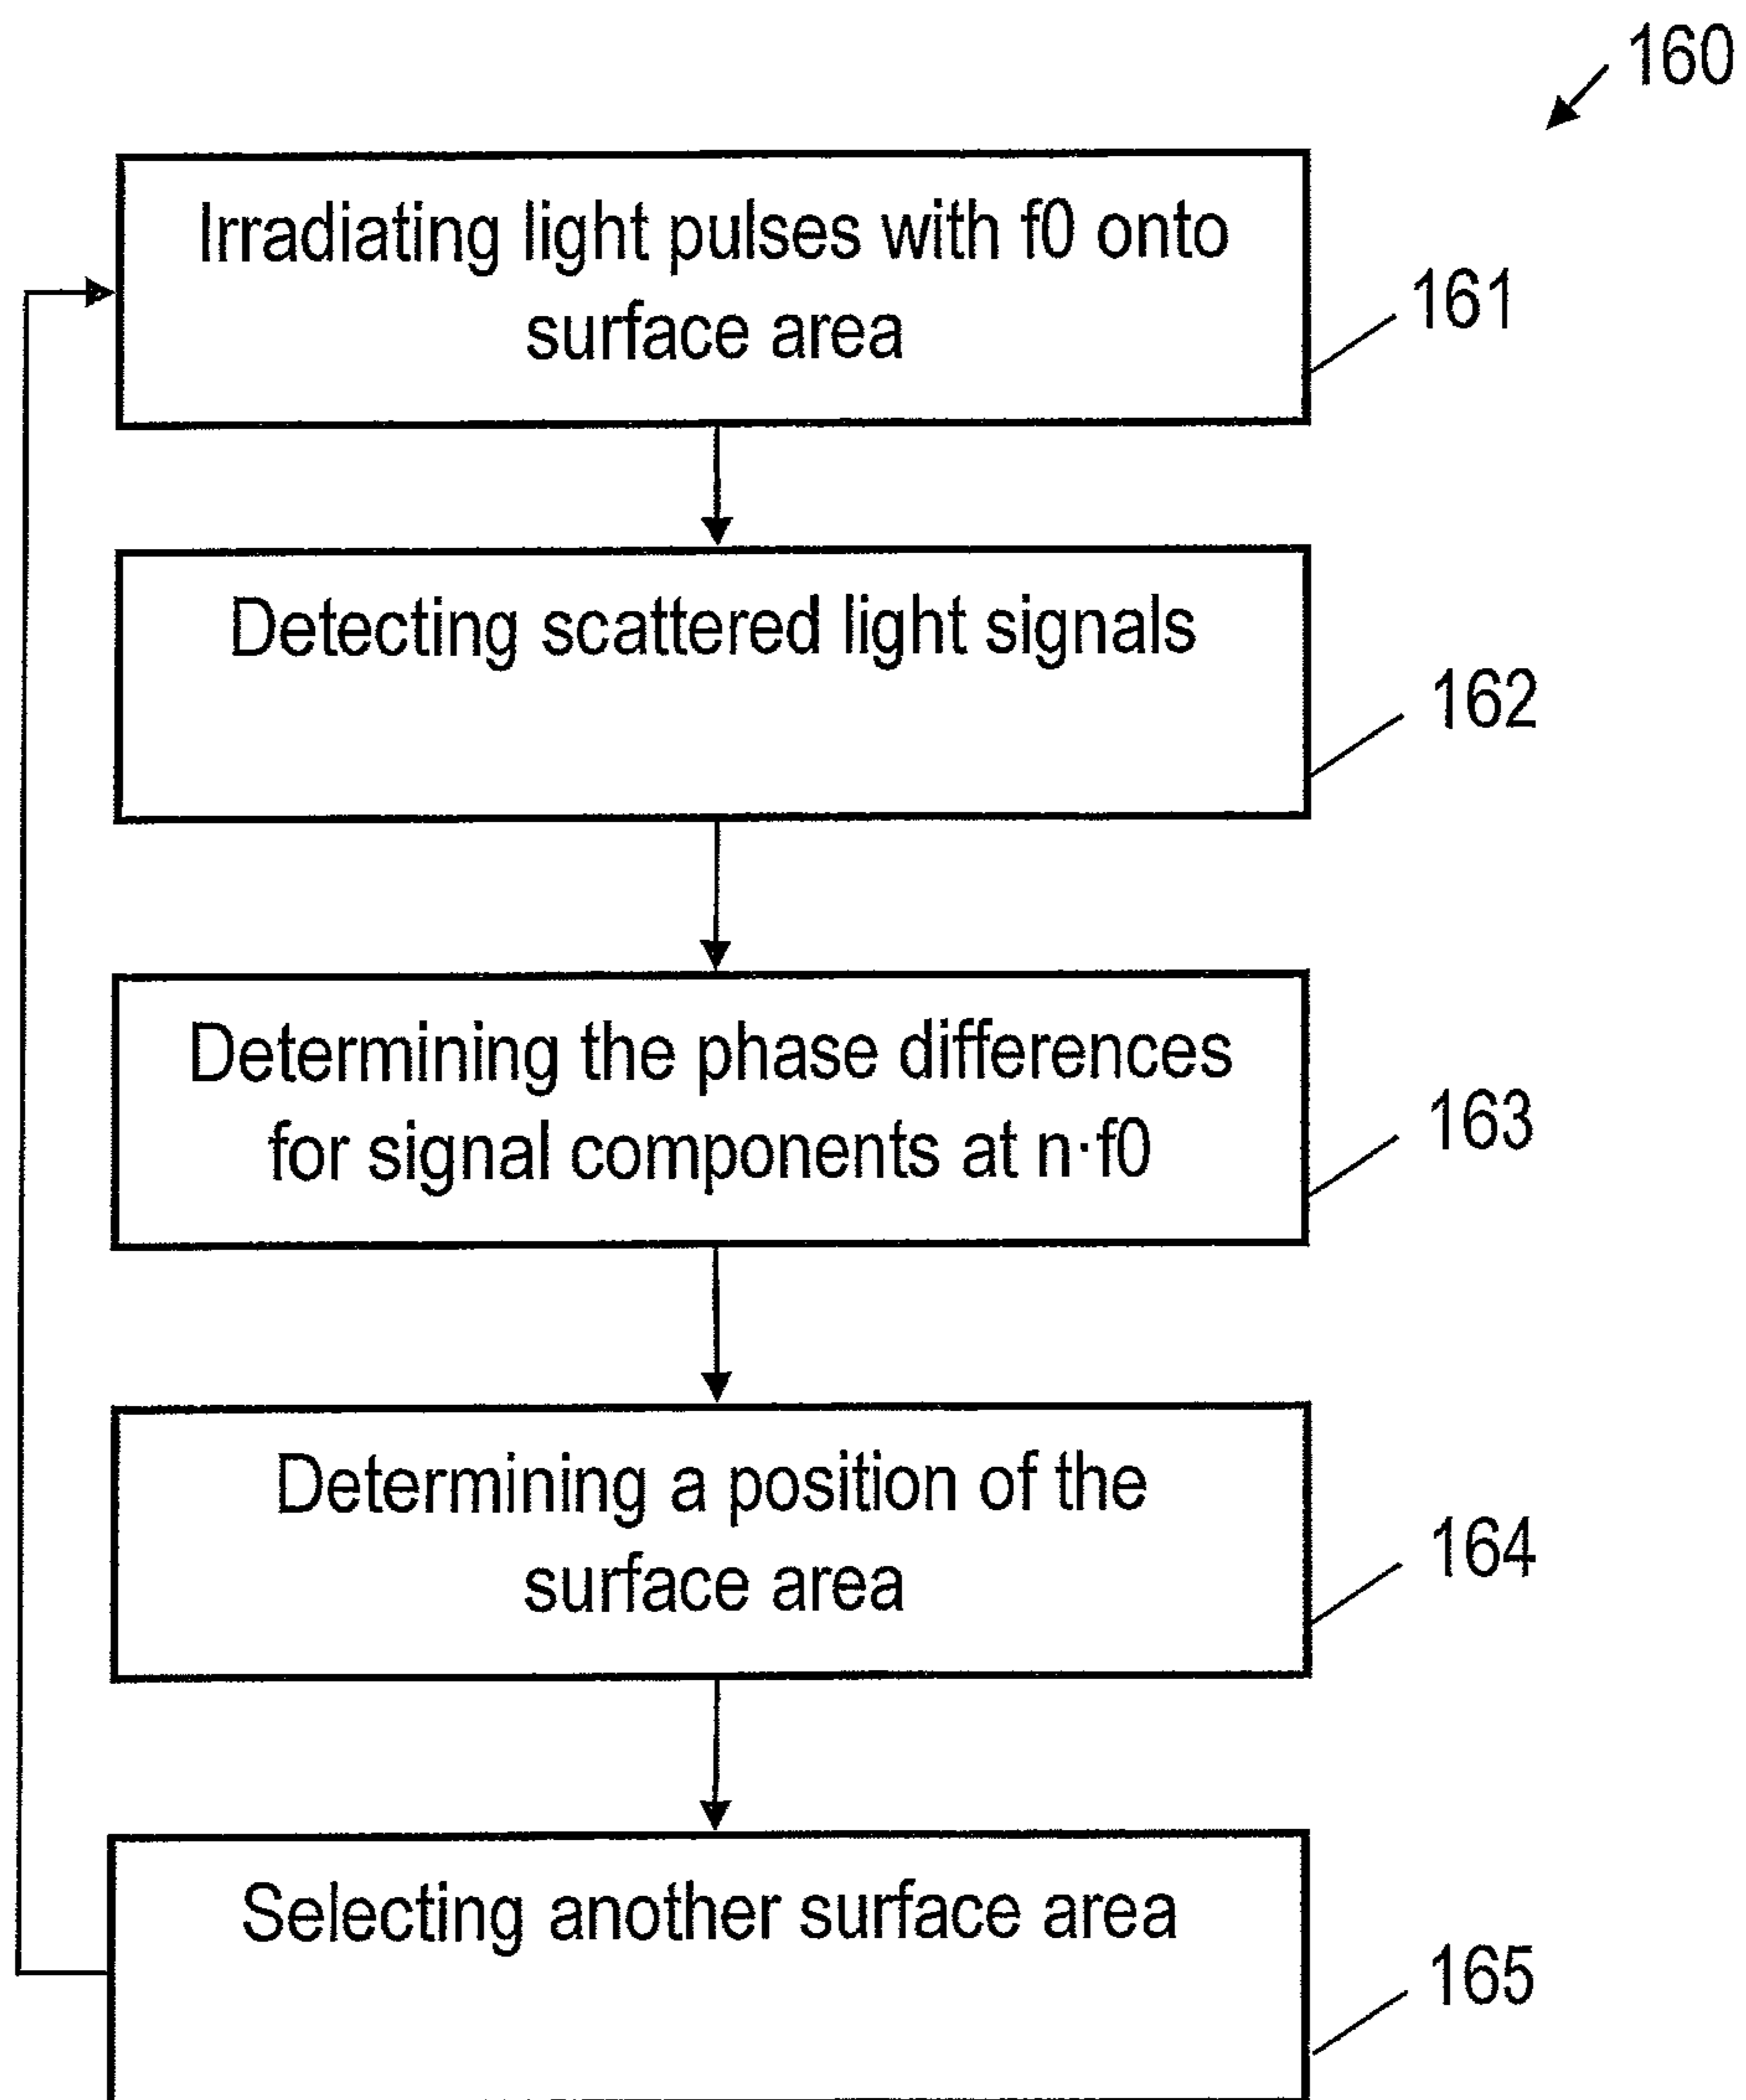 160
Irradiating light pulses with f0 onto
surface area
161
Detecting scattered light signals
162
Determining the phase differences
for signal components at n·f0
163
Determining a position of the
surface area
164
Selecting another surface area
165